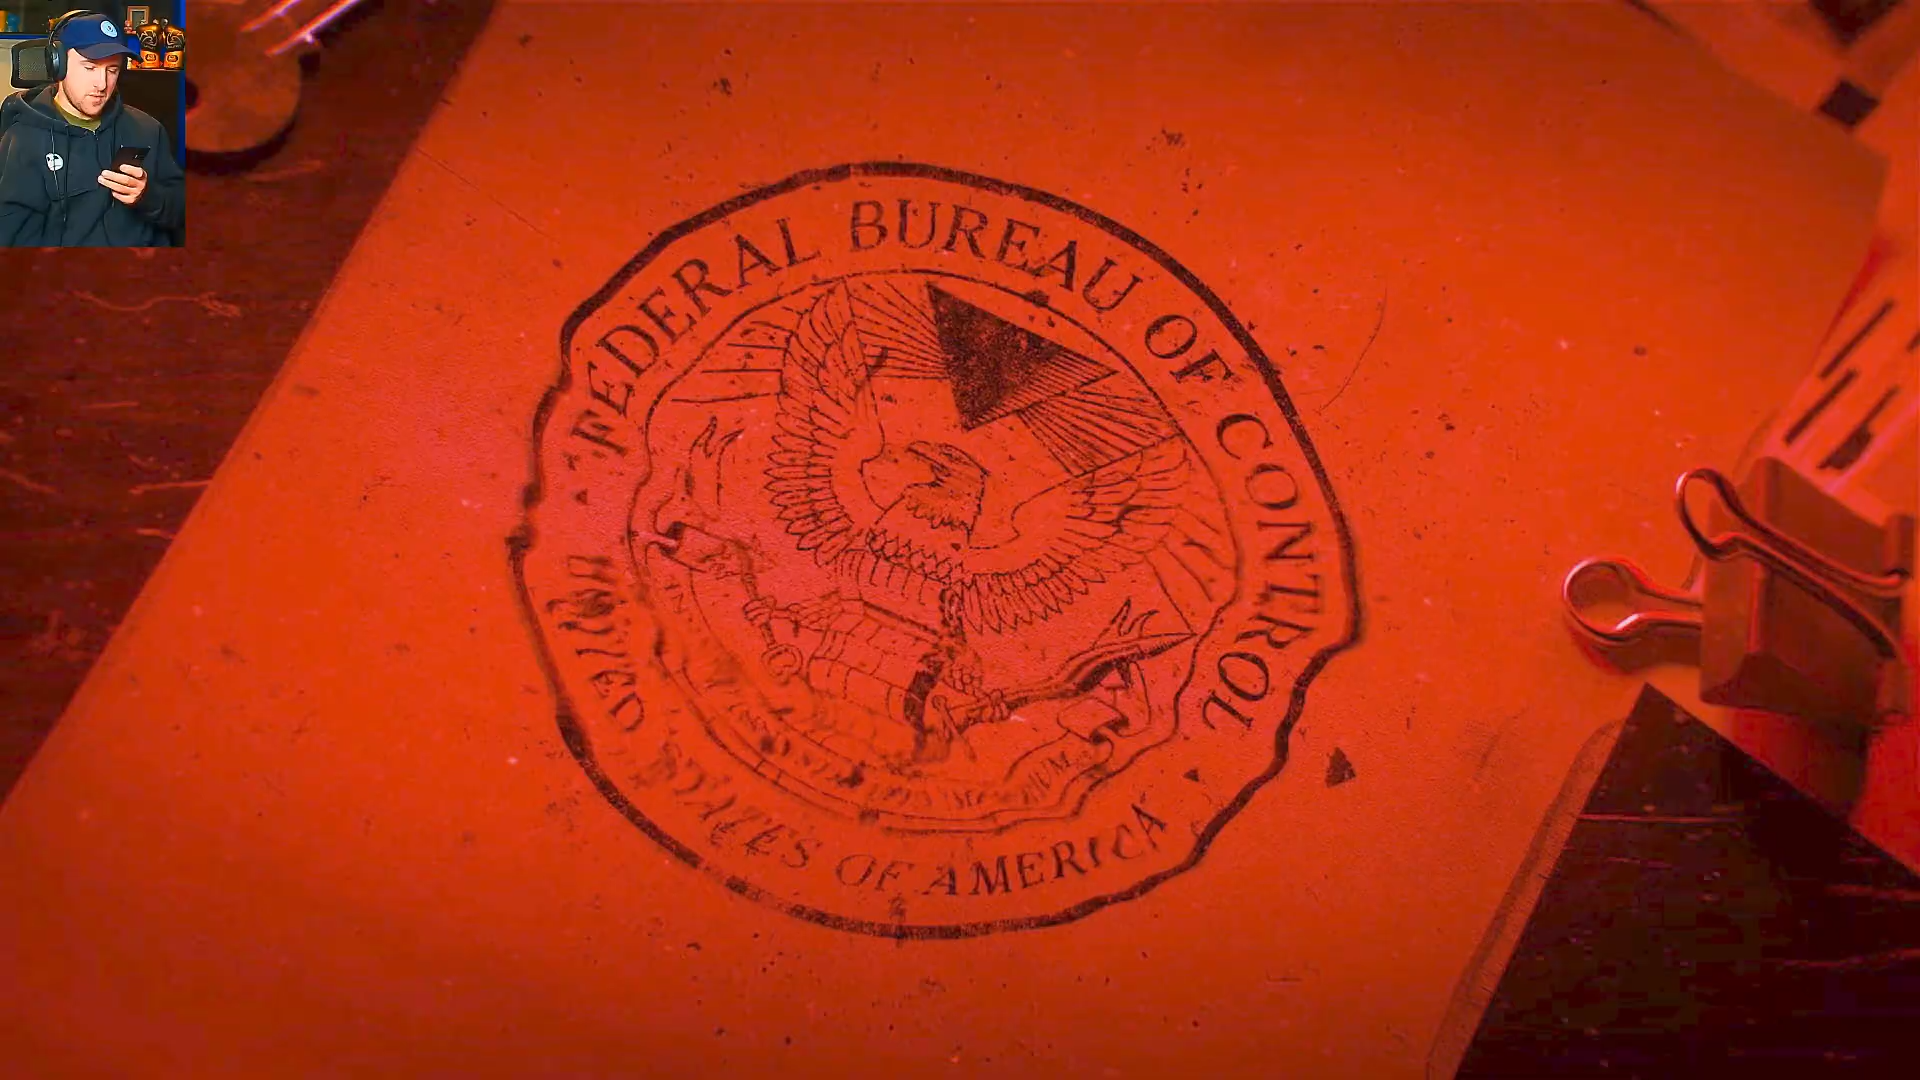 FEDERAL BUREAU OF CONTROL
UNITED STATES OF AMERICA